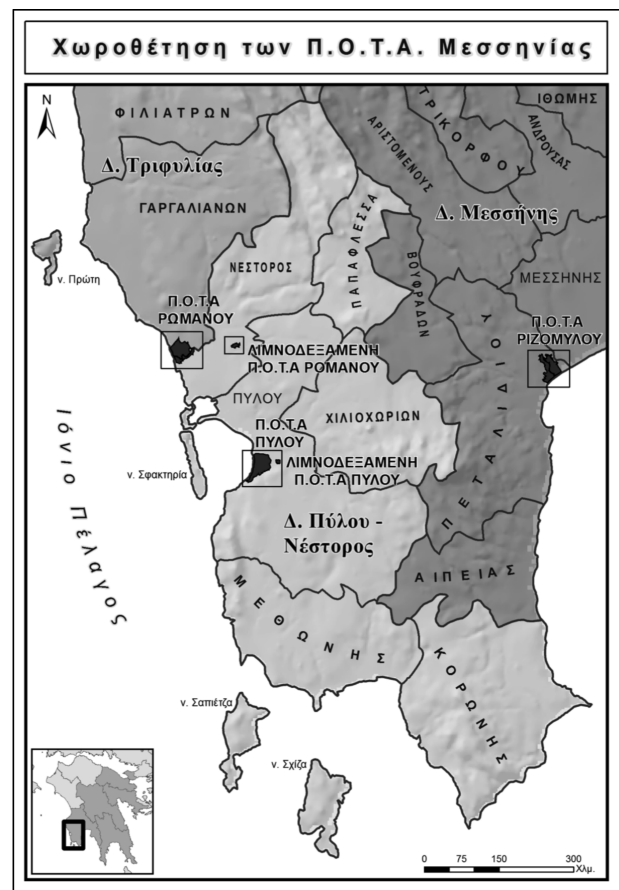 Χωροθέτηση των Π.Ο.Τ.Α. Μεσσηνίας
N
ΦΙΛΙΑΤΡΩΝ
ΤΡΙΚΟΡΦΟΥ
ΙΘΩΜΗΣ
ΑΝΔΡΟΥΣΑΣ
ΑΡΙΣΤΟΜΕΝΟΥΣ
Δ. Τριφυλίας
ΓΑΡΓΑΛΙΑΝΩΝ
Δ. Μεσσήνης
ΠΑΠΑΦΛΕΣΣΑ
ΝΕΣΤΟΡΟΣ
ΒΟΥΦΡΑΔΩΝ
ΜΕΣΣΗΝΗΣ
ν. Πρώτη
Π.Ο.Τ.Α
ΡΩΜΑΝΟΥ
Π.Ο.Τ.Α
ΡΙΖΟΜΥΛΟΥ
ΛΙΜΝΟΔΕΞΑΜΕΝΗ
Π.Ο.Τ.Α ΡΟΜΑΝΟΥ
ΠΕΤΑΛΙΔΙΟΥ
ΠΥΛΟΥ
ΧΙΛΙΟΧΩΡΙΩΝ
Π.Ο.Τ.Α
ΠΥΛΟΥ
ΛΙΜΝΟΔΕΞΑΜΕΝΗ
Π.Ο.Τ.Α ΠΥΛΟΥ
ν. Σφακτηρία
Ιόλιο πέλαγος
Δ. Πύλου -
Νέστορος
ΑΙΠΕΙΑΣ
ΜΕΘΩΝΗΣ
ΚΟΡΩΝΗΣ
ν. Σαπιέτζα
ν. Σχίζα
0 75 150 300
Χλμ.